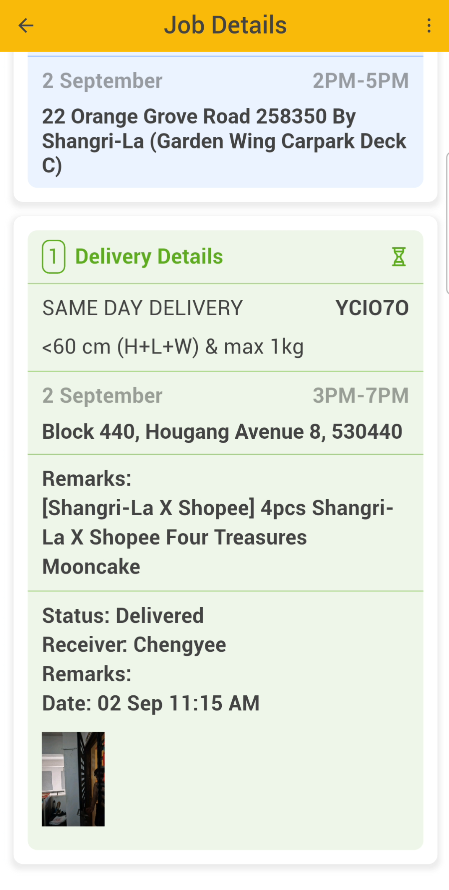 Job Details
2 September 2PM-5PM
22 Orange Grove Road 258350 By
Shangri-La (Garden Wing Carpark Deck
C)
1 Delivery Details
SAME DAY DELIVERY YCIO7O
<60 cm (H+L+W) & max 1kg
2 September 3PM-7PM
Block 440, Hougang Avenue 8, 530440
Remarks:
[Shangri-La X Shopee] 4pcs Shangri-
La X Shopee Four Treasures
Mooncake
Status: Delivered
Receiver: Chengyee
Remarks:
Date: 02 Sep 11:15 AM